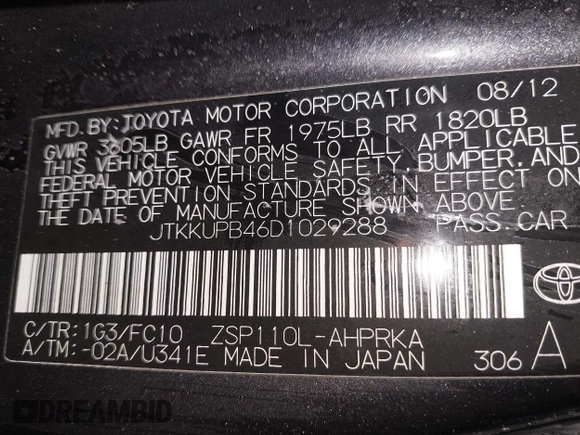 MFD. BY: TOYOTA MOTOR CORPORATION 08/12
GVWR 3605LB GAWR FR 1975LB RR 1820LB
THIS VEHICLE CONFORMS TO ALL APPLICABLE
FEDERAL MOTOR VEHICLE SAFETY, BUMPER, AND
THEFT PREVENTION STANDARDS IN EFFECT ON
THE DATE OF MANUFACTURE SHOWN ABOVE.
JTKKUPB46D1029288 PASS. CAR
C/TR: 1G3/FC10 ZSP110L-AHPRKA
A/TM: -02A/U341E MADE IN JAPAN 306 A
DREAMBID